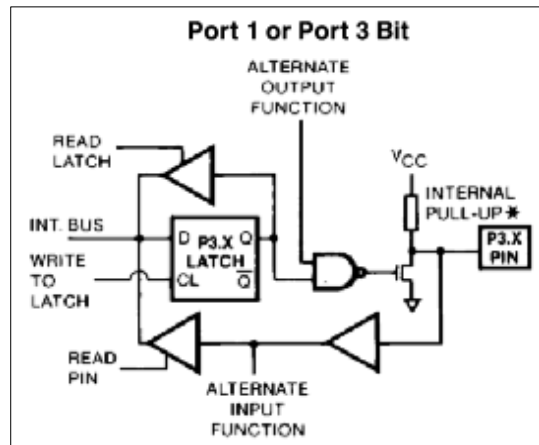 Port 1 or Port 3 Bit
ALTERNATE
OUTPUT
FUNCTION
READ
LATCH
VCC
INTERNAL
PULL-UP *
INT. BUS
D P3.X Q
LATCH
WRITE
TO
LATCH
CL Q̅
P3.X
PIN
READ
PIN
ALTERNATE
INPUT
FUNCTION